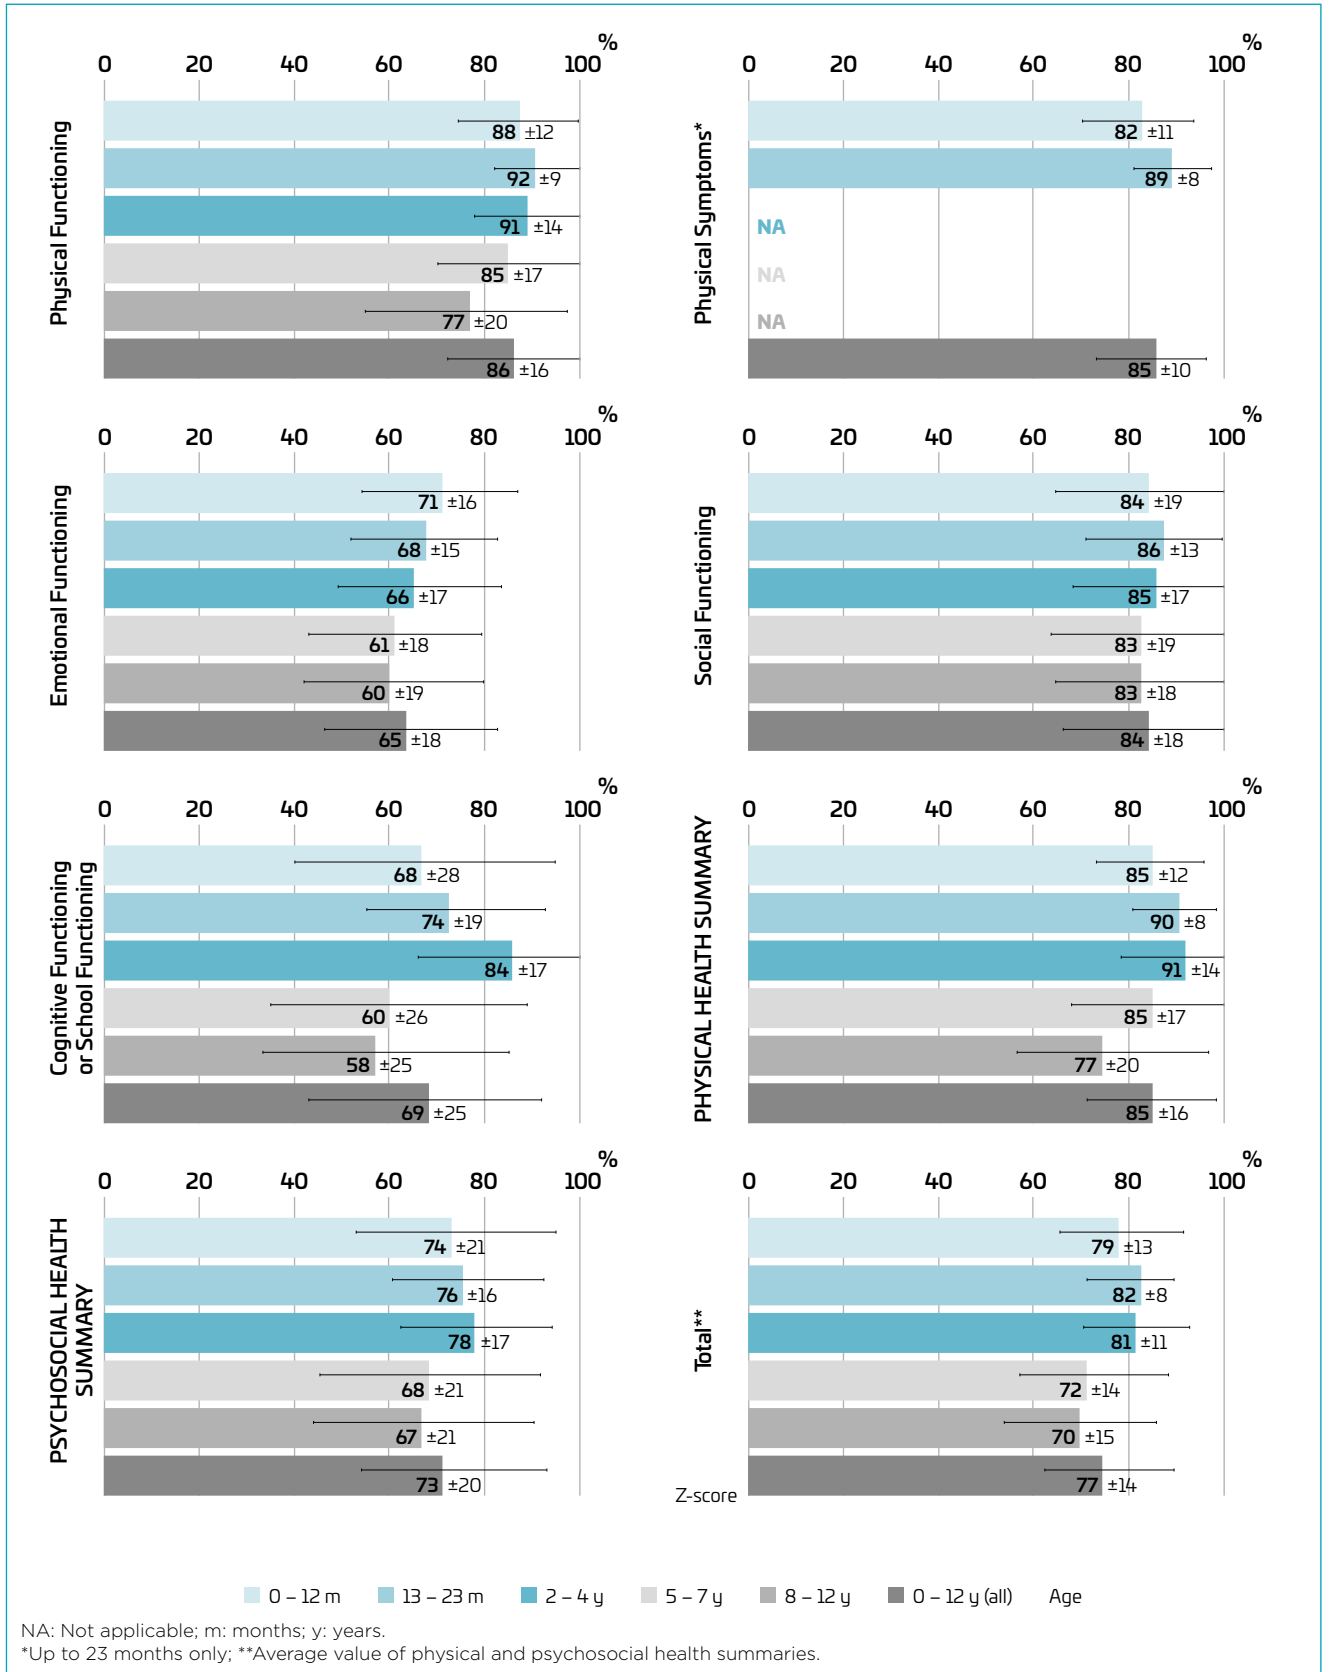 %
0 20 40 60 80 100
Physical Functioning
88 ±12
92 ±9
91 ±14
85 ±17
77 ±20
86 ±16
%
0 20 40 60 80 100
Physical Symptoms*
82 ±11
89 ±8
NA
NA
NA
85 ±10
%
0 20 40 60 80 100
Emotional Functioning
71 ±16
68 ±15
66 ±17
61 ±18
60 ±19
65 ±18
%
0 20 40 60 80 100
Social Functioning
84 ±19
86 ±13
85 ±17
83 ±19
83 ±18
84 ±18
%
0 20 40 60 80 100
Cognitive Functioning
or School Functioning
68 ±28
74 ±19
84 ±17
60 ±26
58 ±25
69 ±25
%
0 20 40 60 80 100
PHYSICAL HEALTH SUMMARY
85 ±12
90 ±8
91 ±14
85 ±17
77 ±20
85 ±16
%
0 20 40 60 80 100
PSYCHOSOCIAL HEALTH
SUMMARY
74 ±21
76 ±16
78 ±17
68 ±21
67 ±21
73 ±20
%
0 20 40 60 80 100
Total**
79 ±13
82 ±8
81 ±11
72 ±14
70 ±15
77 ±14
Z-score
0 – 12 m 13 – 23 m 2 – 4 y 5 – 7 y 8 – 12 y 0 – 12 y (all) Age
NA: Not applicable; m: months; y: years.
*Up to 23 months only; **Average value of physical and psychosocial health summaries.